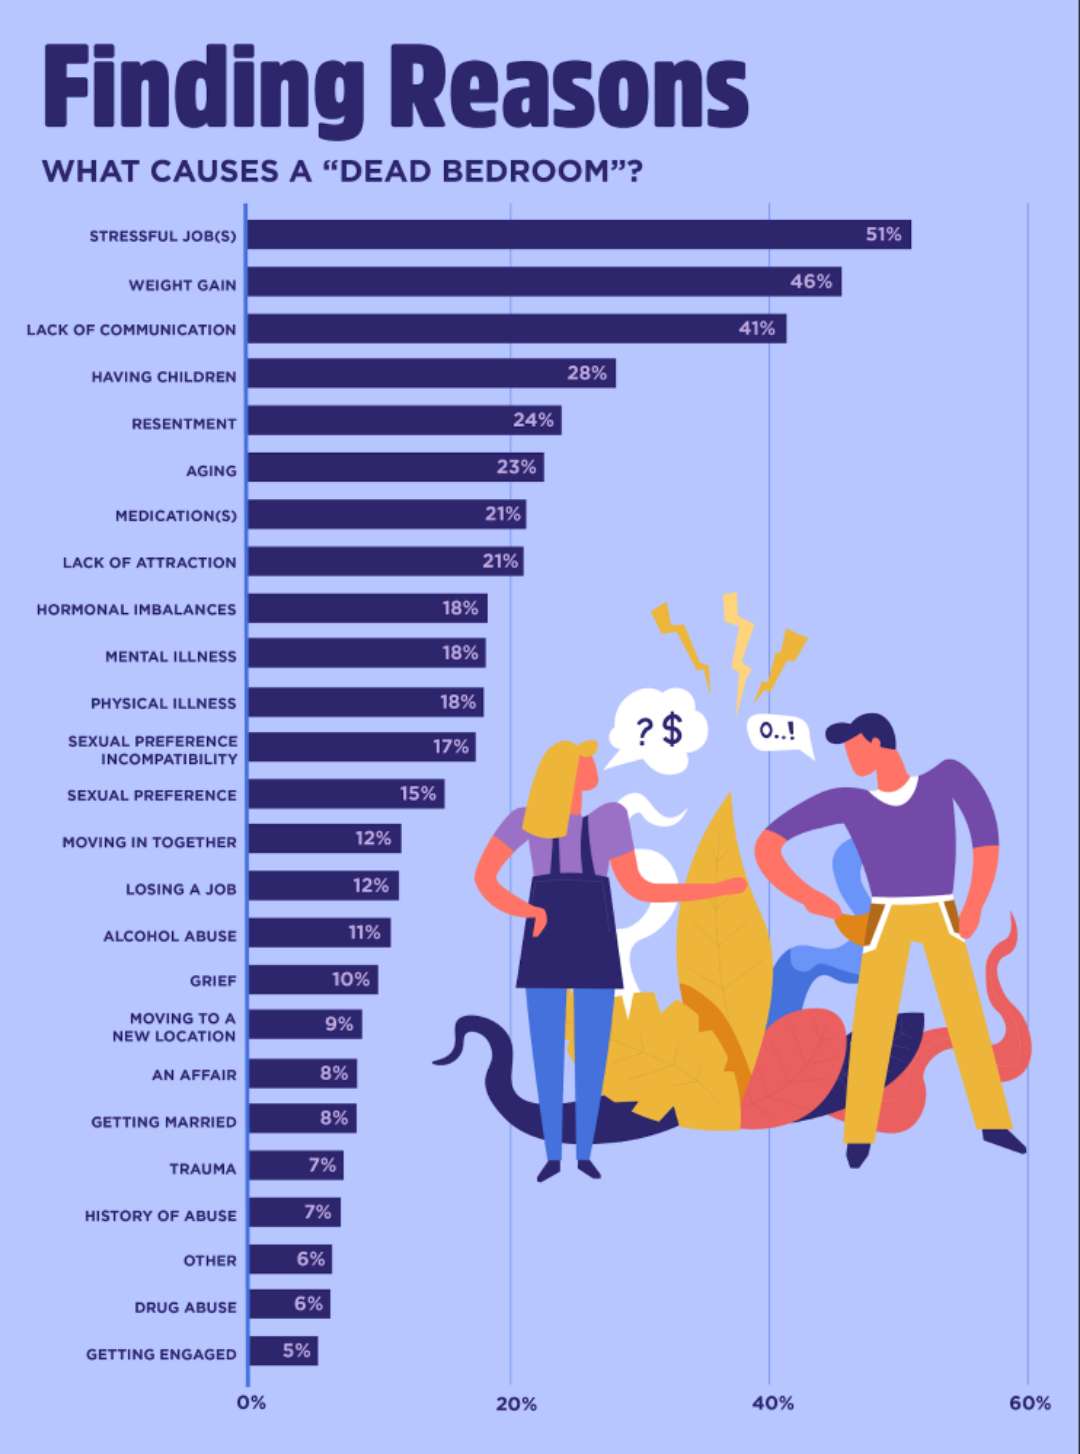 Finding Reasons
WHAT CAUSES A “DEAD BEDROOM”?
STRESSFUL JOB(S) 51%
WEIGHT GAIN 46%
LACK OF COMMUNICATION 41%
HAVING CHILDREN 28%
RESENTMENT 24%
AGING 23%
MEDICATION(S) 21%
LACK OF ATTRACTION 21%
HORMONAL IMBALANCES 18%
MENTAL ILLNESS 18%
PHYSICAL ILLNESS 18%
SEXUAL PREFERENCE
INCOMPATIBILITY 17%
SEXUAL PREFERENCE 15%
MOVING IN TOGETHER 12%
LOSING A JOB 12%
ALCOHOL ABUSE 11%
GRIEF 10%
MOVING TO A
NEW LOCATION 9%
AN AFFAIR 8%
GETTING MARRIED 8%
TRAUMA 7%
HISTORY OF ABUSE 7%
OTHER 6%
DRUG ABUSE 6%
GETTING ENGAGED 5%
0% 20% 40% 60%
? $
O..!